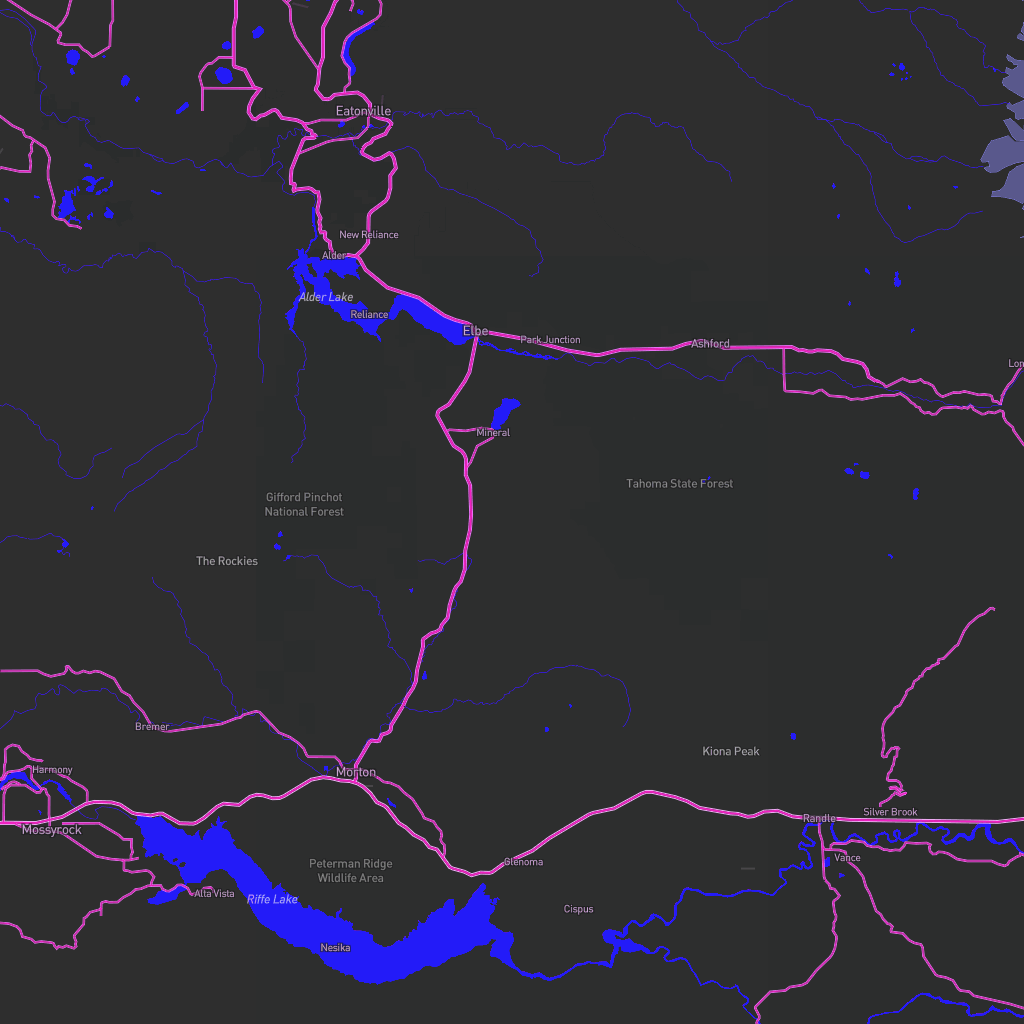 Eatonville
New Reliance
Alder
Alder Lake
Reliance
Elbe
Park Junction
Ashford
Lon
Mineral
Tahoma State Forest
Gifford Pinchot
National Forest
The Rockies
Bremer
Kiona Peak
Harmony
Morton
Mossyrock
Silver Brook
Randle
Glenoma
Vance
Peterman Ridge
Wildlife Area
Alta Vista
Riffe Lake
Cispus
Nesika